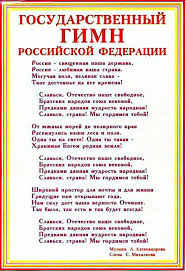 ГОСУДАРСТВЕННЫЙ
ГИМН
РОССИЙСКОЙ ФЕДЕРАЦИИ
Россия - священная наша держава,
Россия - любимая наша страна.
Могучая воля, великая слава -
Твоё достоянье на все времена!
Славься, Отечество наше свободное,
Братских народов союз вековой,
Предками данная мудрость народная!
Славься, страна! Мы гордимся тобой!
От южных морей до полярного края
Раскинулись наши леса и поля.
Одна ты на свете! Одна ты такая -
Хранимая Богом родная земля!
Славься, Отечество наше свободное,
Братских народов союз вековой,
Предками данная мудрость народная!
Славься, страна! Мы гордимся тобой!
Широкий простор для мечты и для жизни
Грядущие нам открывают года.
Нам силу даёт наша верность Отчизне.
Так было, так есть и так будет всегда!
Славься, Отечество наше свободное,
Братских народов союз вековой,
Предками данная мудрость народная!
Славься, страна! Мы гордимся тобой!
Музыка А. Александрова
Слова С. Михалкова